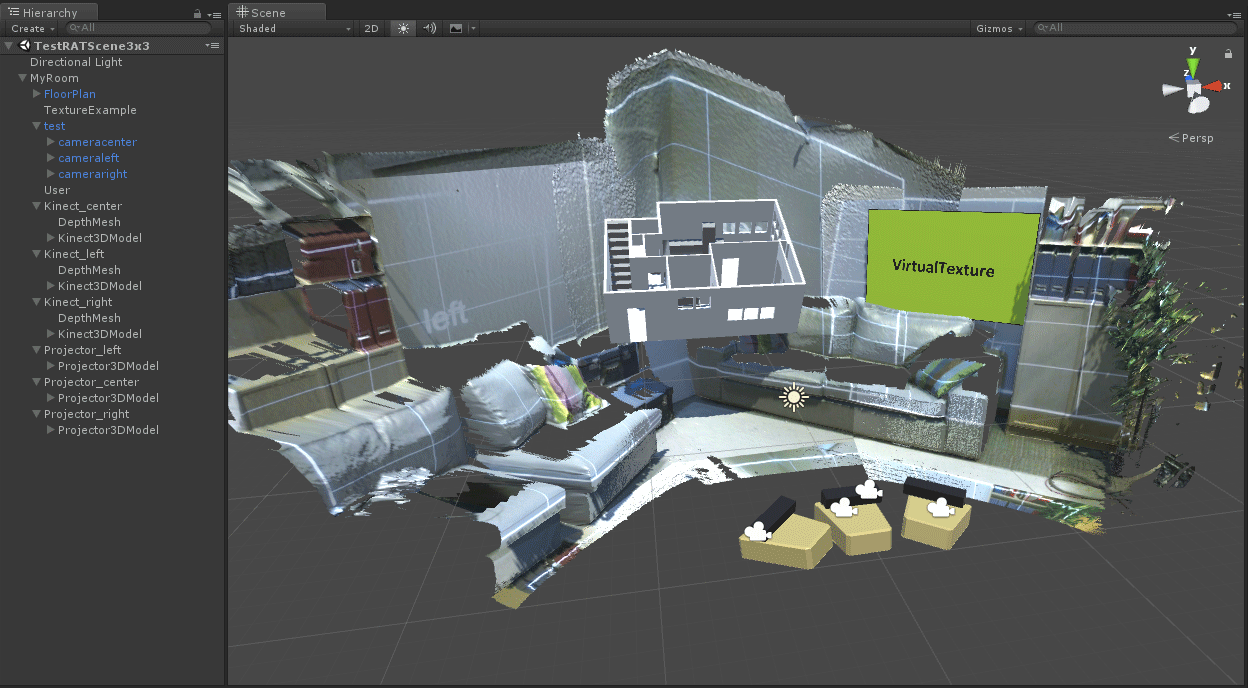 Hierarchy
Create All
TestRATScene3x3
Directional Light
MyRoom
FloorPlan
TextureExample
test
cameracenter
cameraleft
cameraright
User
Kinect_center
DepthMesh
Kinect3DModel
Kinect_left
DepthMesh
Kinect3DModel
Kinect_right
DepthMesh
Kinect3DModel
Projector_left
Projector3DModel
Projector_center
Projector3DModel
Projector_right
Projector3DModel
Scene
Shaded 2D Gizmos All
y
z
x
Persp
VirtualTexture
left